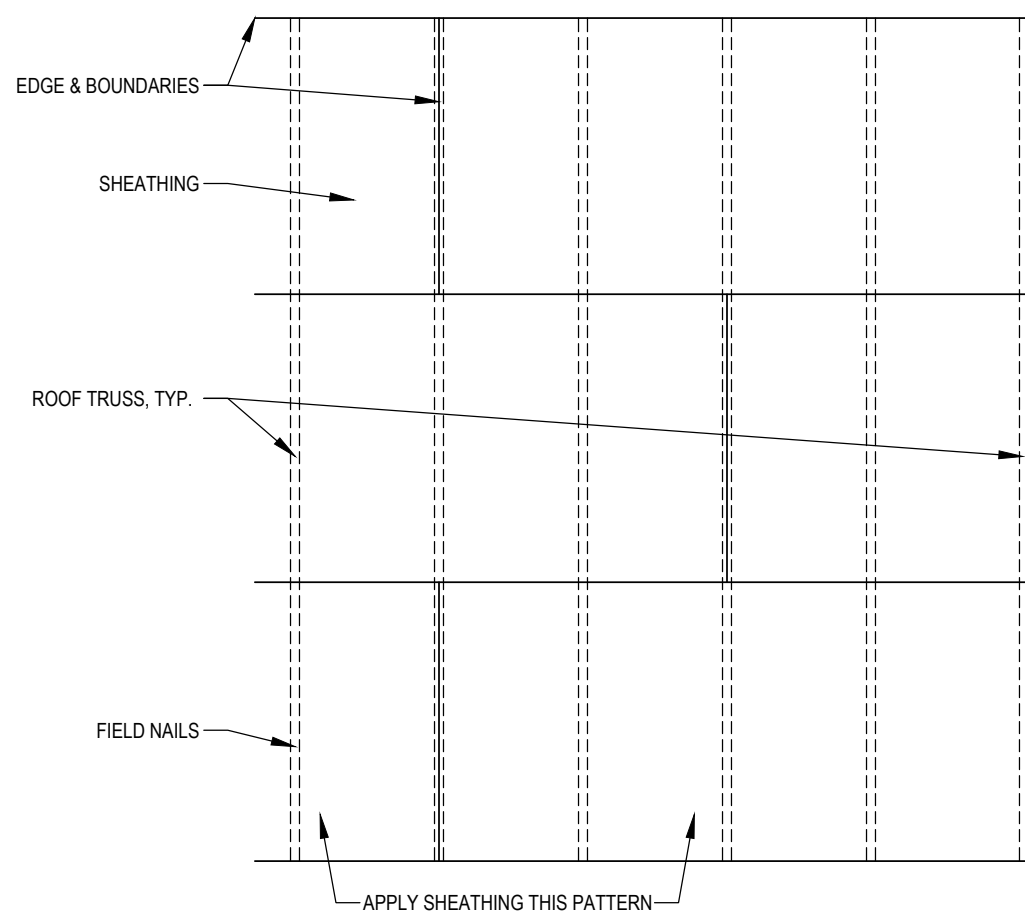 EDGE & BOUNDARIES
SHEATHING
ROOF TRUSS, TYP.
FIELD NAILS
APPLY SHEATHING THIS PATTERN